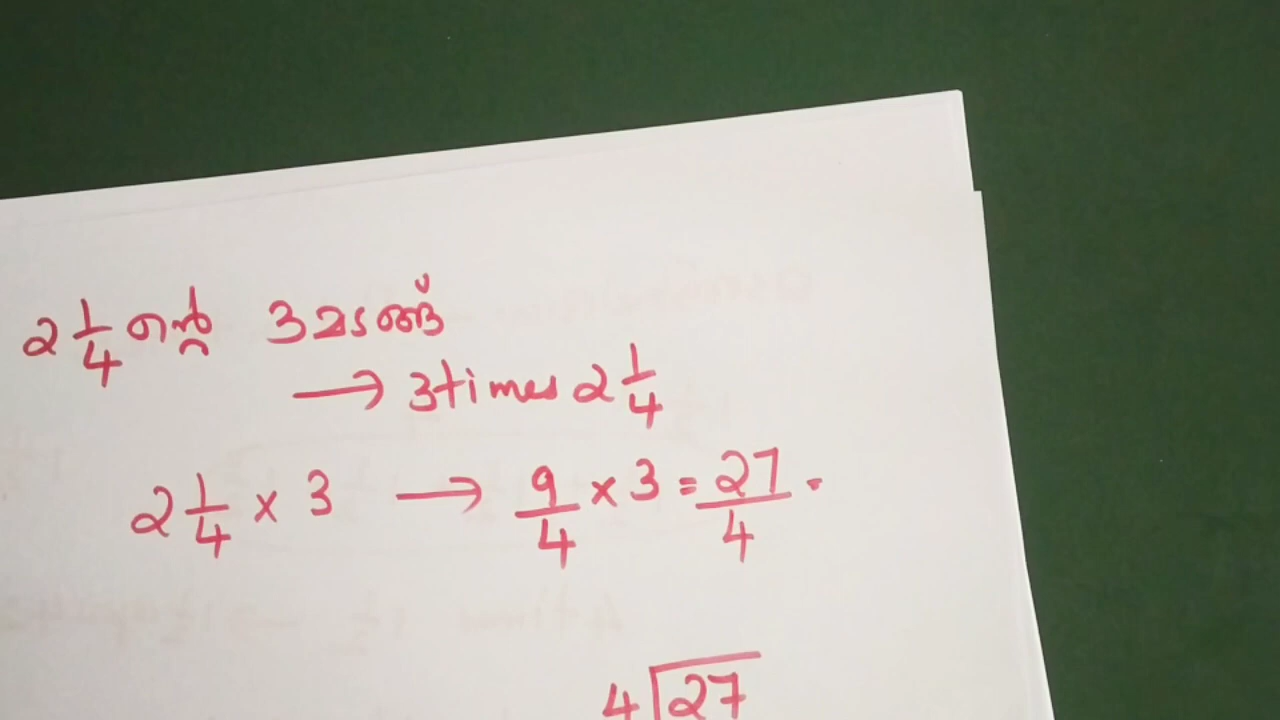 2 1/4 ന്റെ 3 മടങ്ങ്
→ 3 times 2 1/4
2 1/4 × 3 → 9/4 × 3 = 27/4 .
4 27